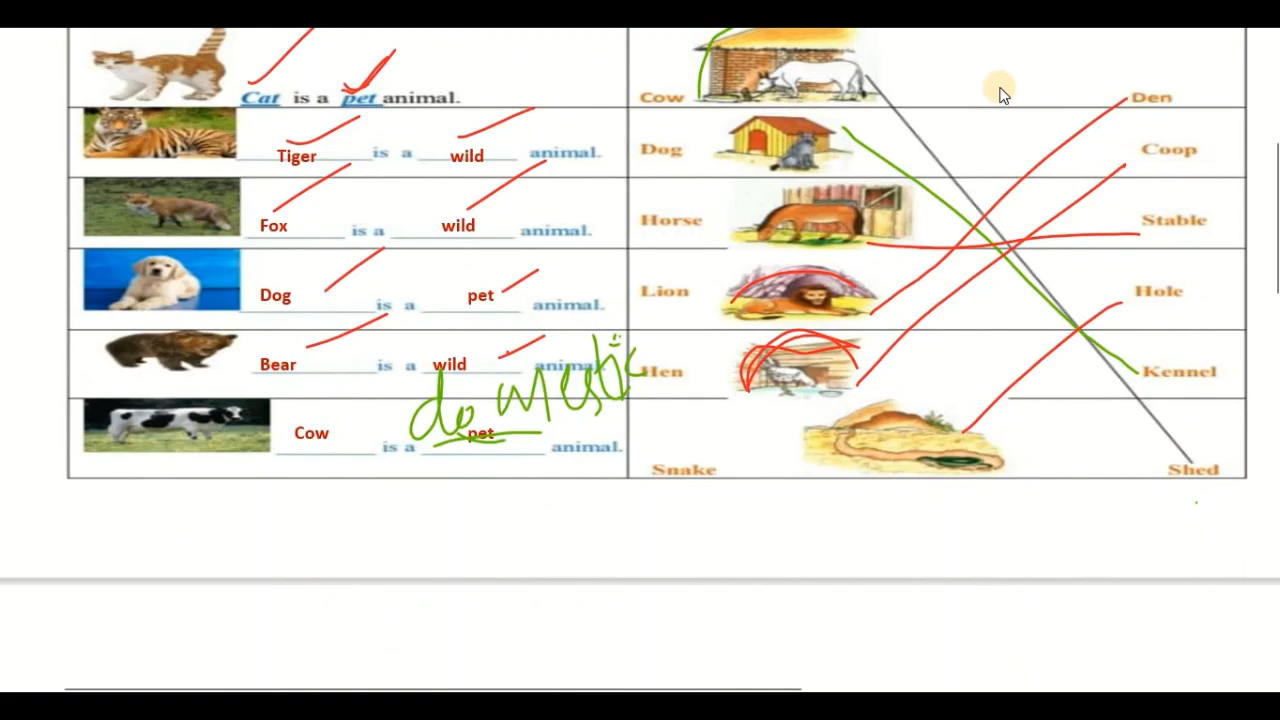 Cat is a pet animal.
Tiger is a wild animal.
Fox is a wild animal.
Dog is a pet animal.
Bear is a wild animal.
domestic
Cow is a pet animal.
Cow Den
Dog Coop
Horse Stable
Lion Hole
Hen Kennel
Snake Shed